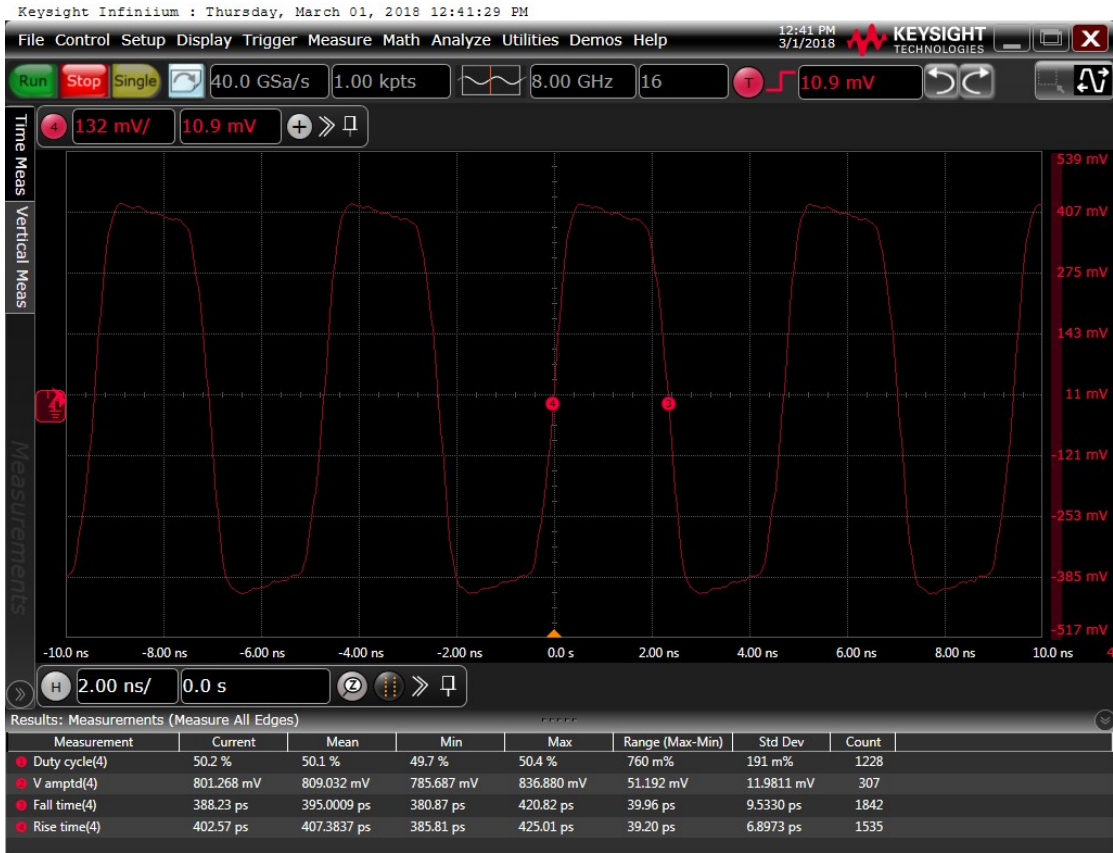 Keysight Infiniium : Thursday, March 01, 2018 12:41:29 PM
File Control Setup Display Trigger Measure Math Analyze Utilities Demos Help
12:41 PM
3/1/2018
KEYSIGHT
TECHNOLOGIES
Run Stop Single 40.0 GSa/s 1.00 kpts 8.00 GHz 16 T 10.9 mV
4 132 mV/ 10.9 mV
Time Meas
Vertical Meas
Measurements
539 mV
407 mV
275 mV
143 mV
11 mV
-121 mV
-253 mV
-385 mV
-517 mV
4 3
-10.0 ns -8.00 ns -6.00 ns -4.00 ns -2.00 ns 0.0 s 2.00 ns 4.00 ns 6.00 ns 8.00 ns 10.0 ns 4
H 2.00 ns/ 0.0 s Z
Results: Measurements (Measure All Edges)
Measurement Current Mean Min Max Range (Max-Min) Std Dev Count
1 Duty cycle(4) 50.2 % 50.1 % 49.7 % 50.4 % 760 m% 191 m% 1228
2 V amptd(4) 801.268 mV 809.032 mV 785.687 mV 836.880 mV 51.192 mV 11.9811 mV 307
3 Fall time(4) 388.23 ps 395.0009 ps 380.87 ps 420.82 ps 39.96 ps 9.5330 ps 1842
4 Rise time(4) 402.57 ps 407.3837 ps 385.81 ps 425.01 ps 39.20 ps 6.8973 ps 1535